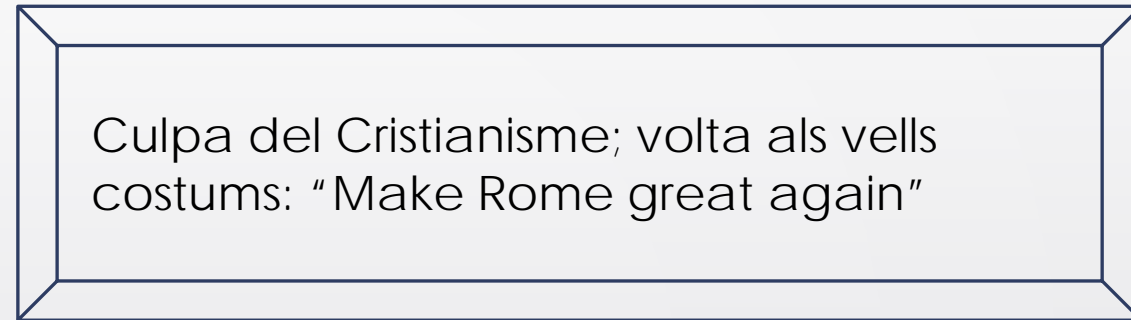 Culpa del Cristianisme; volta als vells
costums: “Make Rome great again”